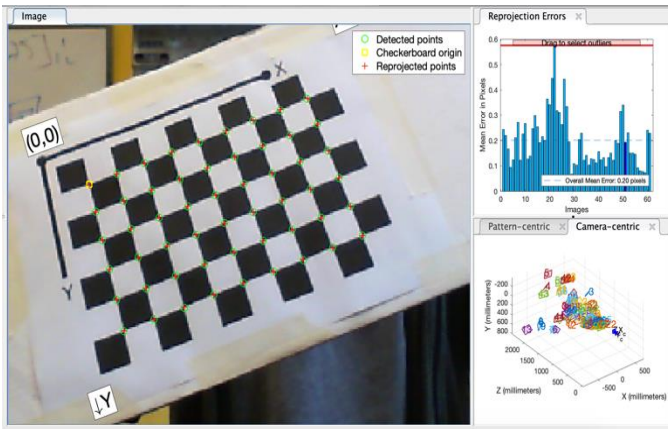 Image
Detected points
Checkerboard origin
Reprojected points
(0,0)
X
Y
↓Y
Reprojection Errors
Drag to select outliers
Mean Error in Pixels
0.6
0.5
0.4
0.3
0.2
0.1
0
Overall Mean Error: 0.20 pixels
0 10 20 30 40 50 60
Images
Pattern-centric
Camera-centric
Y (millimeters)
-200
0
200
400
600
800
2000
1500
1000
500
0
Z (millimeters)
-500
0
500
X (millimeters)